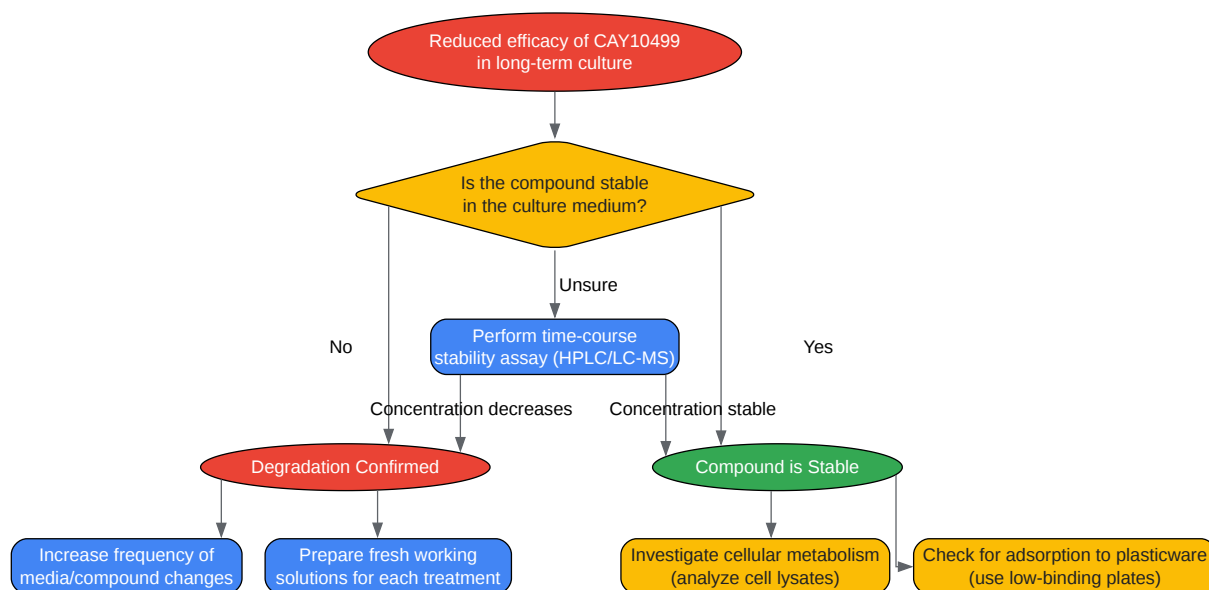 Reduced efficacy of CAY10499
in long-term culture
Is the compound stable
in the culture medium?
Unsure
Perform time-course
stability assay (HPLC/LC-MS)
No
Yes
Concentration decreases
Concentration stable
Degradation Confirmed
Compound is Stable
Increase frequency of
media/compound changes
Prepare fresh working
solutions for each treatment
Investigate cellular metabolism
(analyze cell lysates)
Check for adsorption to plasticware
(use low-binding plates)